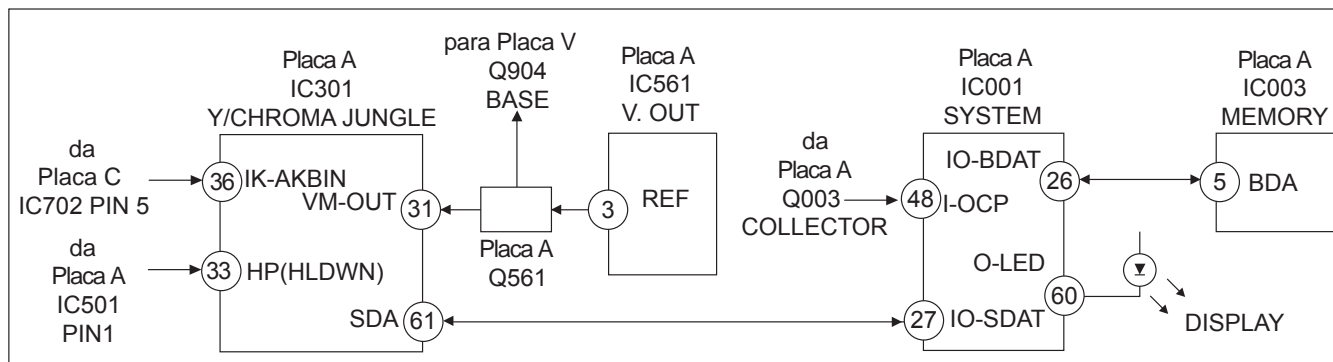 Placa A
IC301
Y/CHROMA JUNGLE
da
Placa C
IC702 PIN 5
36
IK-AKBIN
VM-OUT
31
da
Placa A
IC501
PIN1
33
HP(HLDWN)
SDA
61
para Placa V
Q904
BASE
Placa A
Q561
Placa A
IC561
V. OUT
3
REF
da
Placa A
Q003
COLLECTOR
Placa A
IC001
SYSTEM
IO-BDAT
26
48
I-OCP
O-LED
60
27
IO-SDAT
Placa A
IC003
MEMORY
5
BDA
DISPLAY